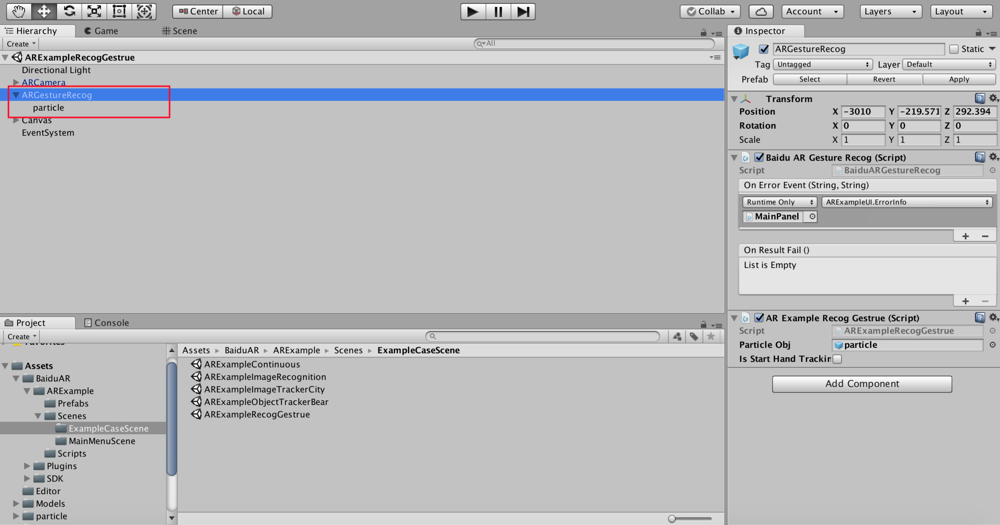 Center Local Collab Account Layers Layout
Hierarchy Game Scene
Create All
ARExampleRecogGestrue
Directional Light
ARCamera
ARGestureRecog
particle
Canvas
EventSystem
Inspector
ARGestureRecog Static
Tag Untagged Layer Default
Prefab Select Revert Apply
Transform
Position X -3010 Y -219.571 Z 292.394
Rotation X 0 Y 0 Z 0
Scale X 1 Y 1 Z 1
Baidu AR Gesture Recog (Script)
Script BaiduARGestureRecog
On Error Event (String, String)
Runtime Only ARExampleUI.ErrorInfo
MainPanel
+ −
On Result Fail ()
List is Empty
+ −
AR Example Recog Gestrue (Script)
Script ARExampleRecogGestrue
Particle Obj particle
Is Start Hand Trackin
Add Component
Project Console
Create
Favorites
Assets
BaiduAR
ARExample
Prefabs
Scenes
ExampleCaseScene
MainMenuScene
Scripts
Plugins
SDK
Editor
Models
particle
Assets BaiduAR ARExample Scenes ExampleCaseScene
ARExampleContinuous
ARExampleImageRecognition
ARExampleImageTrackerCity
ARExampleObjectTrackerBear
ARExampleRecogGestrue